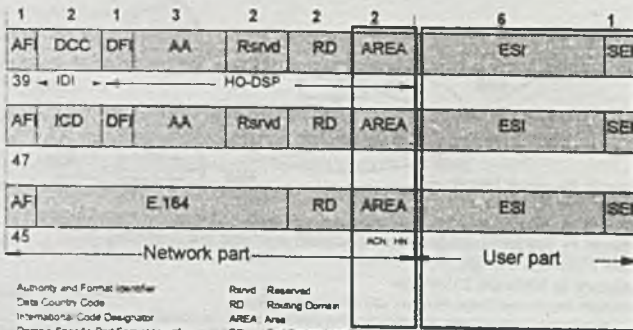 1 2 1 3 2 2 2 6 1
AFI DCC DFI AA Rsrvd RD AREA ESI SEL
39 IDI HO-DSP
AFI ICD DFI AA Rsrvd RD AREA ESI SEL
47
AFI E.164 RD AREA ESI SEL
45
Network part User part
Authority and Format Identifier Rsrvd Reserved
Data Country Code RD Routing Domain
International Code Designator AREA Area